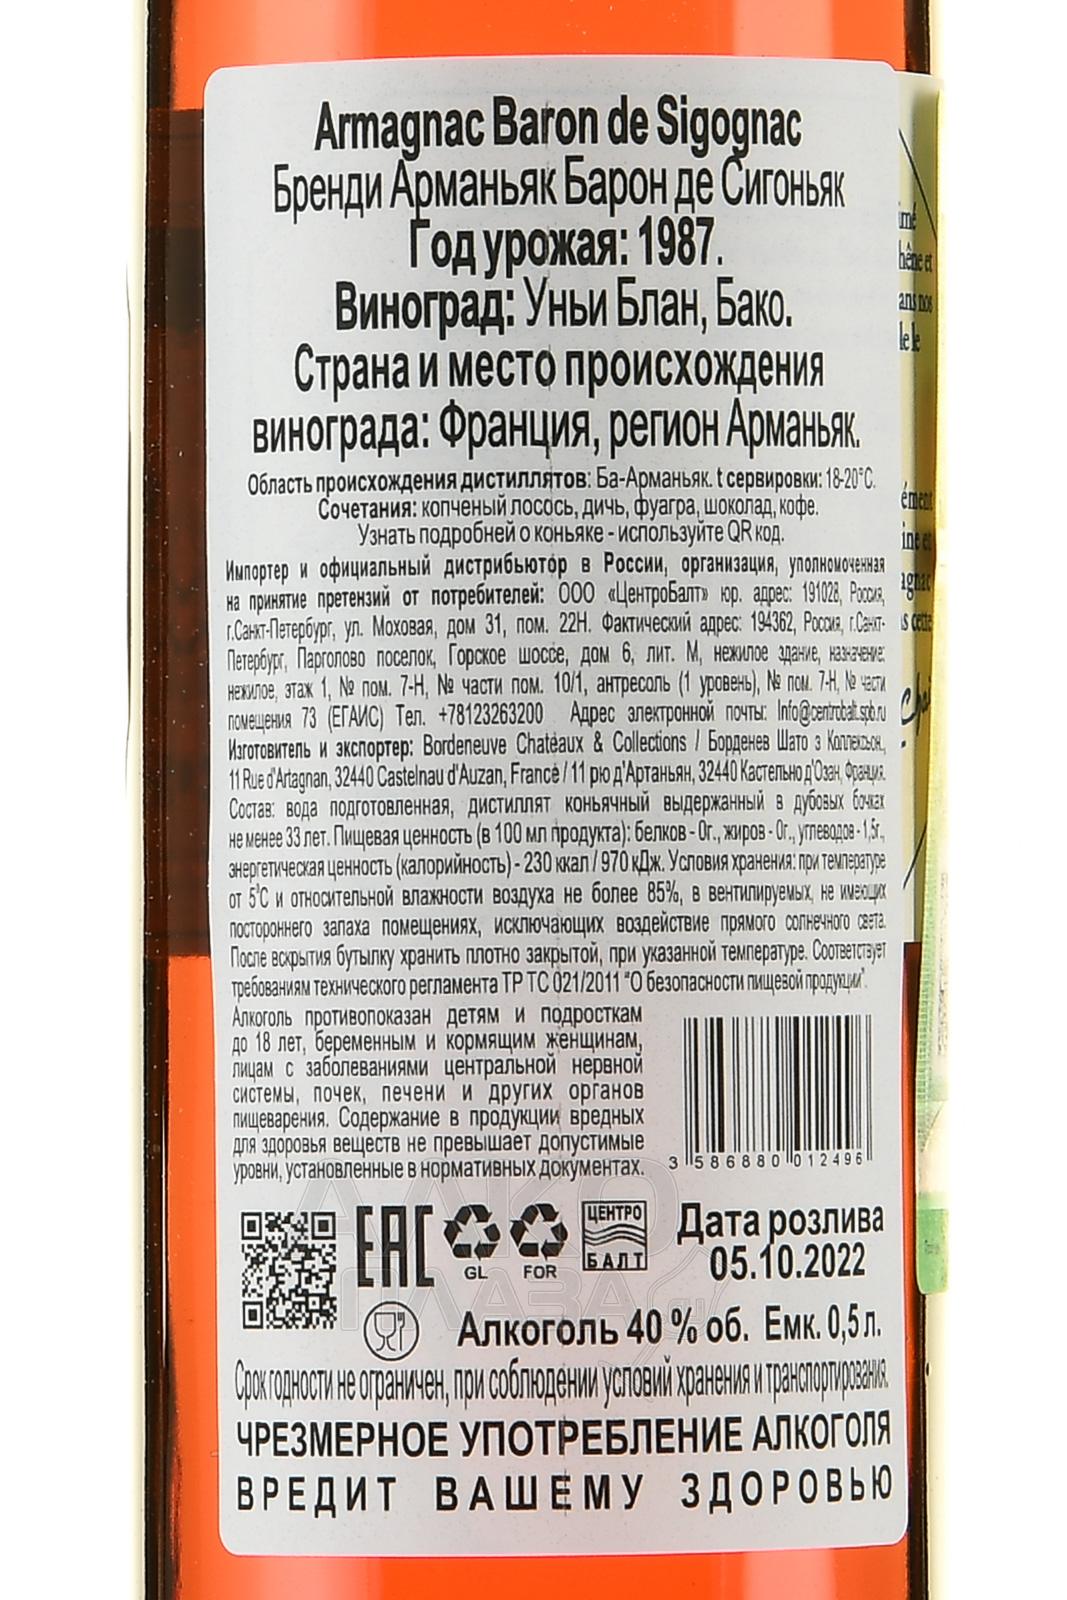 Armagnac Baron de Sigognac
Бренди Арманьяк Барон де Сигоньяк
Год урожая: 1987.
Виноград: Уньи Блан, Бако.
Страна и место происхождения
винограда: Франция, регион Арманьяк.
Область происхождения дистиллятов: Ба-Арманьяк. t сервировки: 18-20°С.
Сочетания: копченый лосось, дичь, фуагра, шоколад, кофе.
Узнать подробней о коньяке - используйте QR код.
Импортер и официальный дистрибьютор в России, организация, уполномоченная
на принятие претензий от потребителей: ООО «ЦентроБалт» юр. адрес: 191028, Россия,
г.Санкт-Петербург, ул. Моховая, дом 31, пом. 22Н. Фактический адрес: 194362, Россия, г.Санкт-
Петербург, Парголово поселок, Горское шоссе, дом 6, лит. М, нежилое здание, назначение:
нежилое, этаж 1, № пом. 7-Н, № части пом. 10/1, антресоль (1 уровень), № пом. 7-Н, № части
помещения 73 (ЕГАИС) Тел. +78123263200 Адрес электронной почты: Info@centrobalt.spb.ru
Изготовитель и экспортер: Bordeneuve Chateaux & Collections / Борденев Шато э Коллексьон,
11 Rue d'Artagnan, 32440 Castelnau d'Auzan, France / 11 рю д'Артаньян, 32440 Кастельно д'Озан, Франция.
Состав: вода подготовленная, дистиллят коньячный выдержанный в дубовых бочках
не менее 33 лет. Пищевая ценность (в 100 мл продукта): белков - 0г., жиров - 0г., углеводов - 1,5г.,
энергетическая ценность (калорийность) - 230 ккал / 970 кДж. Условия хранения: при температуре
от 5°С и относительной влажности воздуха не более 85%, в вентилируемых, не имеющих
постороннего запаха помещениях, исключающих воздействие прямого солнечного света.
После вскрытия бутылку хранить плотно закрытой, при указанной температуре. Соответствует
требованиям технического регламента ТР ТС 021/2011 "О безопасности пищевой продукции".
Алкоголь противопоказан детям и подросткам
до 18 лет, беременным и кормящим женщинам,
лицам с заболеваниями центральной нервной
системы, почек, печени и других органов
пищеварения. Содержание в продукции вредных
для здоровья веществ не превышает допустимые
уровни, установленные в нормативных документах.
3 586880 012496
EAC
GL
FOR
ЦЕНТРО
БАЛТ
Дата розлива
05.10.2022
Алкоголь 40 % об. Емк. 0,5 л.
Срок годности не ограничен, при соблюдении условий хранения и транспортирования.
ЧРЕЗМЕРНОЕ УПОТРЕБЛЕНИЕ АЛКОГОЛЯ
ВРЕДИТ ВАШЕМУ ЗДОРОВЬЮ
АЛКО
ПЛАЗА.ru